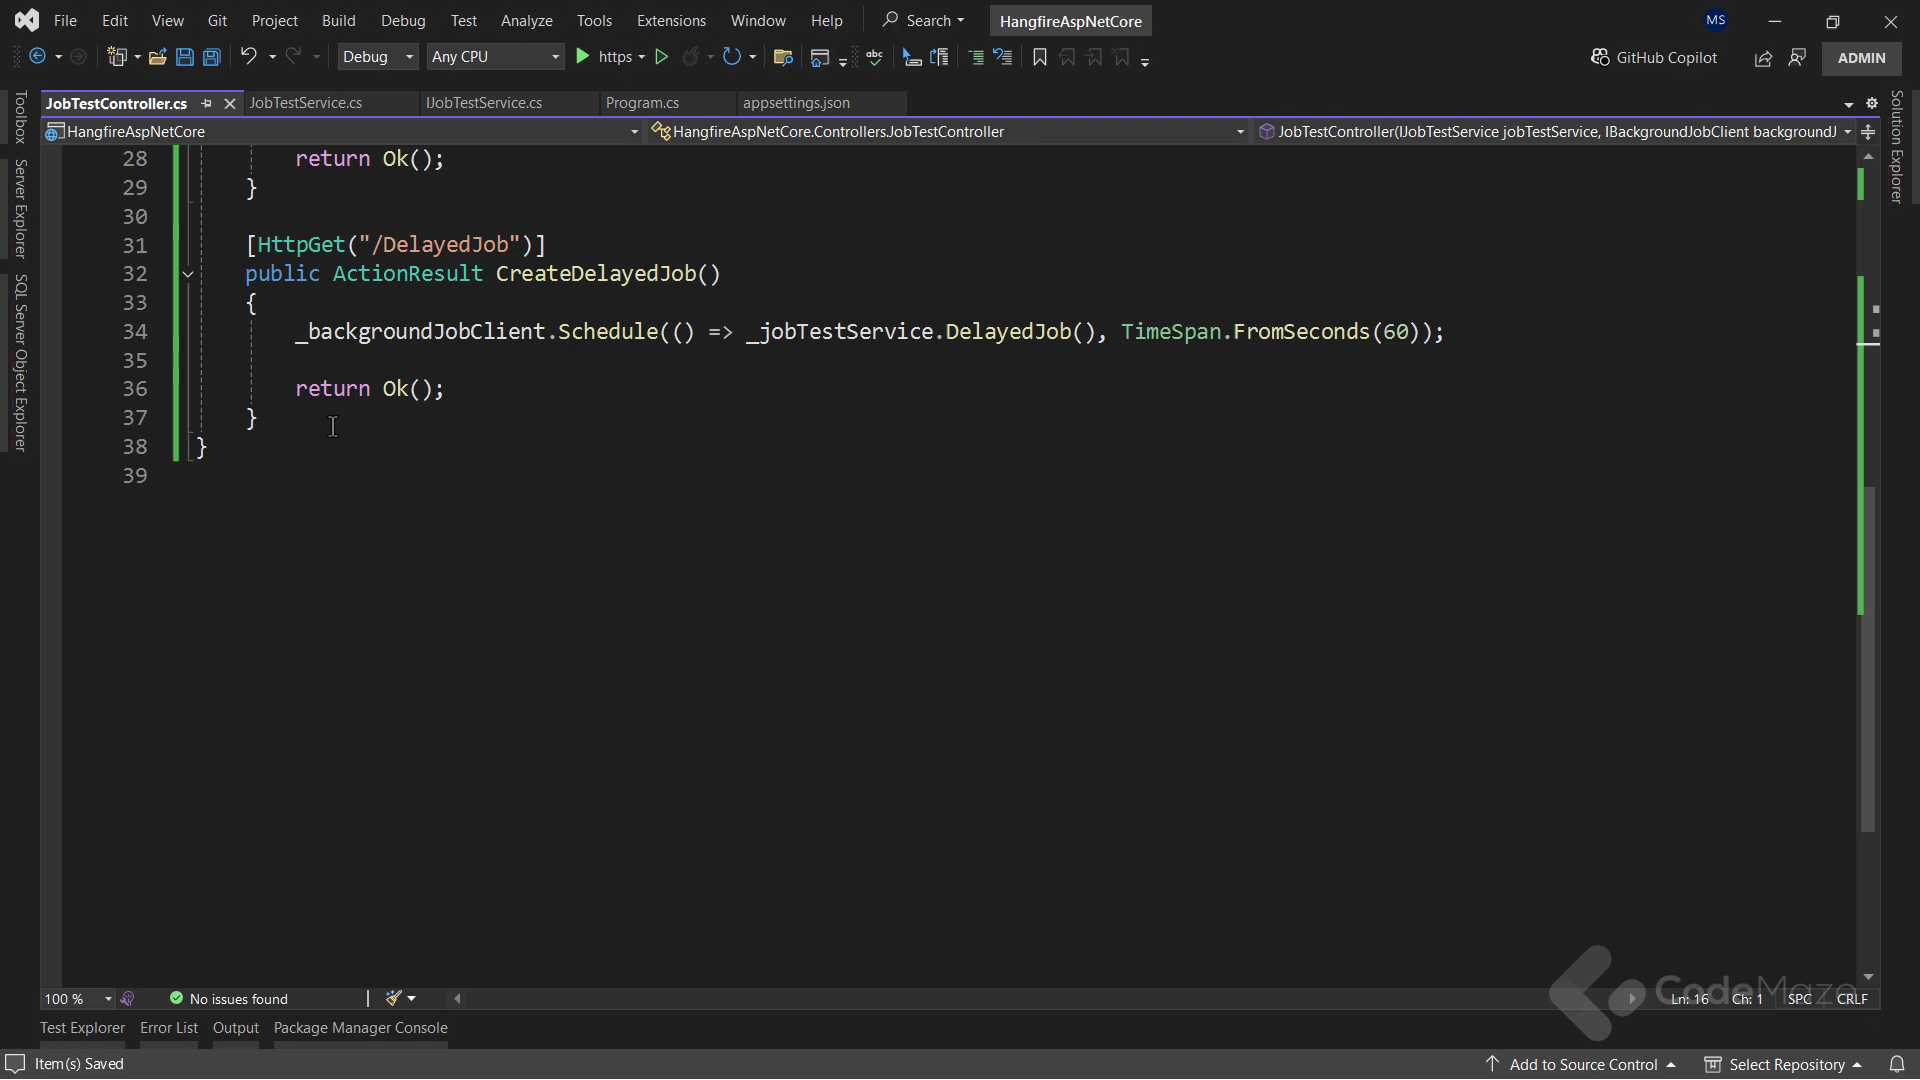 File Edit View Git Project Build Debug Test Analyze Tools Extensions Window Help Search HangfireAspNetCore MS
Debug Any CPU https abc GitHub Copilot ADMIN
JobTestController.cs JobTestService.cs IJobTestService.cs Program.cs appsettings.json
HangfireAspNetCore HangfireAspNetCore.Controllers.JobTestController JobTestController(IJobTestService jobTestService, IBackgroundJobClient backgroundJ
Toolbox
Server Explorer
SQL Server Object Explorer
Solution Explorer
28 return Ok();
29 }
30
31 [HttpGet("/DelayedJob")]
32 public ActionResult CreateDelayedJob()
33 {
34 _backgroundJobClient.Schedule(() => _jobTestService.DelayedJob(), TimeSpan.FromSeconds(60));
35
36 return Ok();
37 }
38 }
39
CodeMaze
100 % No issues found Ln: 16 Ch: 1 SPC CRLF
Test Explorer Error List Output Package Manager Console
Item(s) Saved Add to Source Control Select Repository